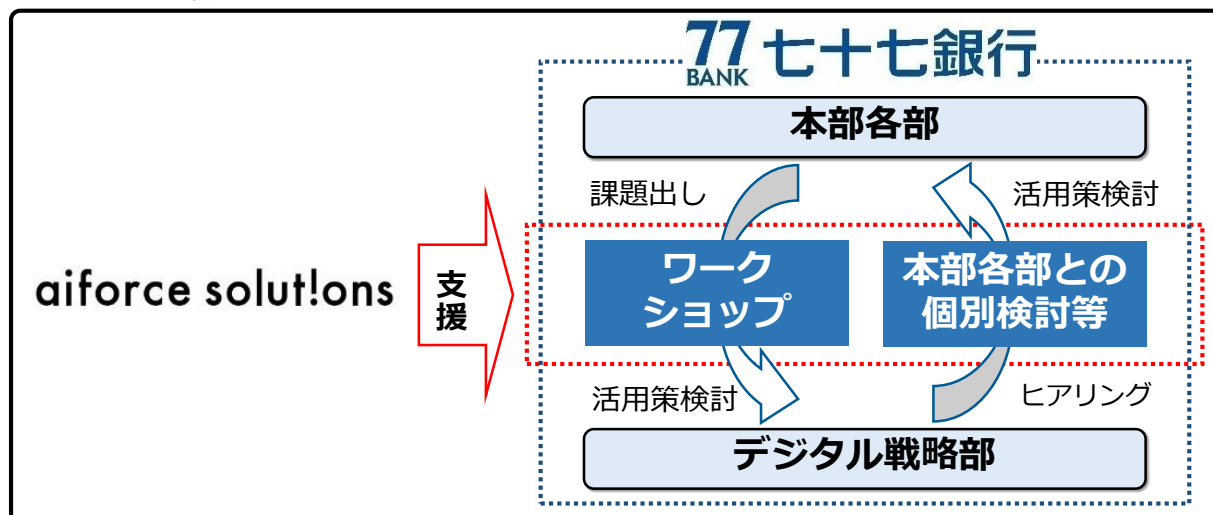 77
BANK
七十七銀行
本部各部
課題出し
活用策検討
ワーク
ショップ
本部各部との
個別検討等
aiforce solut!ons
支
援
活用策検討
ヒアリング
デジタル戦略部